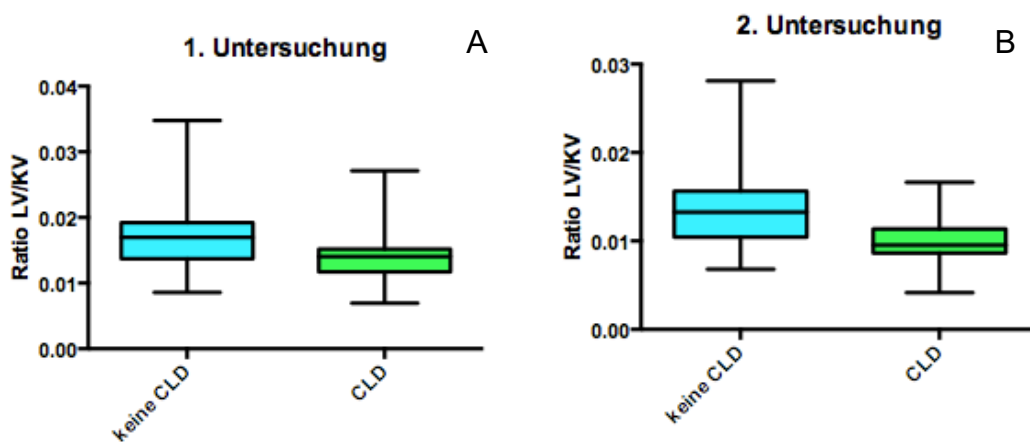 1. Untersuchung
A
Ratio LV/KV
0.04
0.03
0.02
0.01
0.00
keine CLD
CLD
2. Untersuchung
B
Ratio LV/KV
0.03
0.02
0.01
0.00
keine CLD
CLD